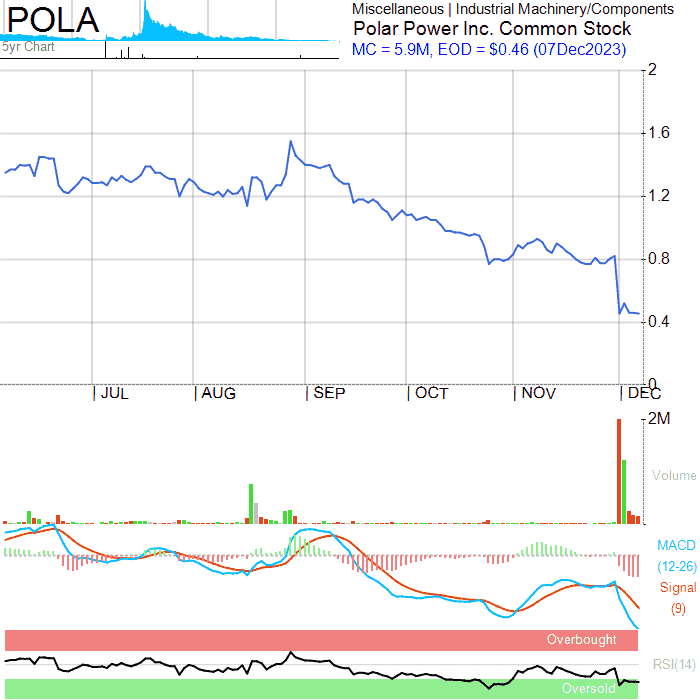 POLA
5yr Chart
Miscellaneous | Industrial Machinery/Components
Polar Power Inc. Common Stock
MC = 5.9M, EOD = $0.46 (07Dec2023)
2
1.6
1.2
0.8
0.4
0
JUL AUG SEP OCT NOV DEC
2M
Volume
MACD
(12-26)
Signal
(9)
Overbought
RSI(14)
Oversold